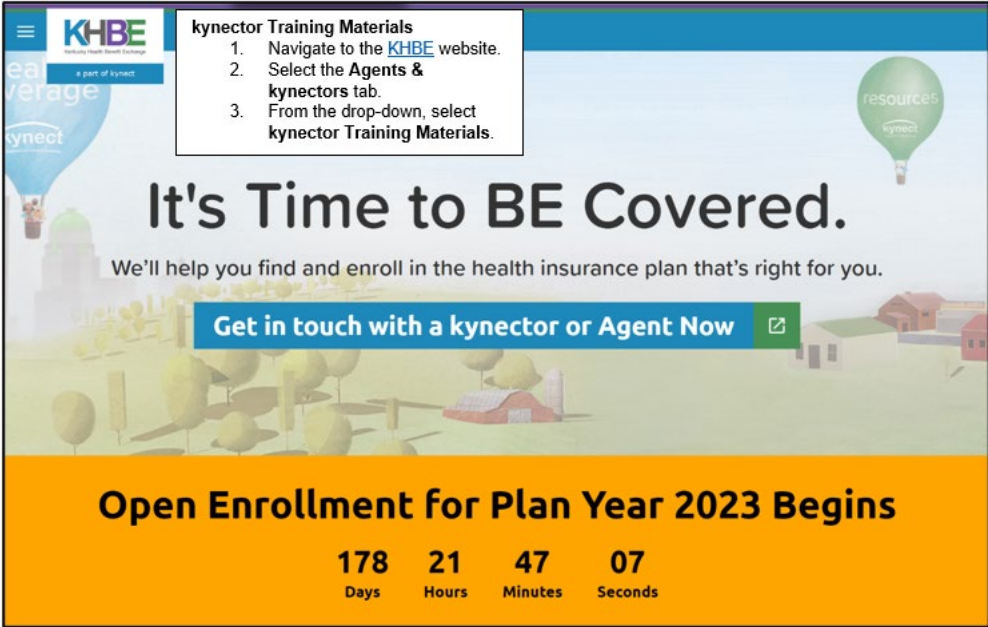 KHBE
Kentucky Health Benefit Exchange
a part of kynect
kynector Training Materials
1. Navigate to the KHBE website.
2. Select the Agents &
kynectors tab.
3. From the drop-down, select
kynector Training Materials.
verage
kynect
resources
kynect
It's Time to BE Covered.
We'll help you find and enroll in the health insurance plan that's right for you.
Get in touch with a kynector or Agent Now
Open Enrollment for Plan Year 2023 Begins
178 21 47 07
Days Hours Minutes Seconds